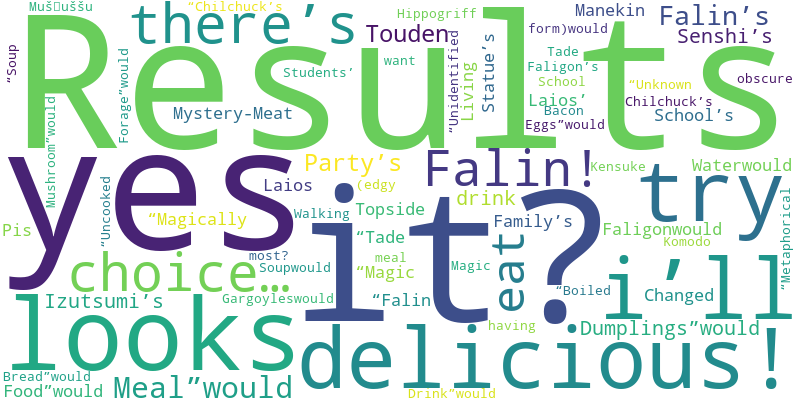 Muš□uššu
“Chilchuck’s
there’s
Results
Hippogriff
Touden
form)would
Manekin
Falin’s
Senshi’s
“Soup
Forage”would
Mushroom”would
Students’
want
“Unidentified
Living
Statue’s
Tade
Faligon’s
School
“Unknown
obscure
Mystery-Meat
Laios’
Bacon
Chilchuck’s
School’s
Eggs”would
yes
Party’s
Falin!
Kensuke
Waterwould
try
“Uncooked
Laios
(edgy
drink
it?
“Magically
Walking
Topside
Family’s
Faligonwould
“Metaphorical
Pis
“Tade
eat
Komodo
choice…
most?
Soupwould
meal
“Magic
Magic
i’ll
Izutsumi’s
Gargoyleswould
“Falin
“Boiled
Changed
looks
having
Dumplings”would
delicious!
Bread”would
Food”would
Meal”would
Drink”would